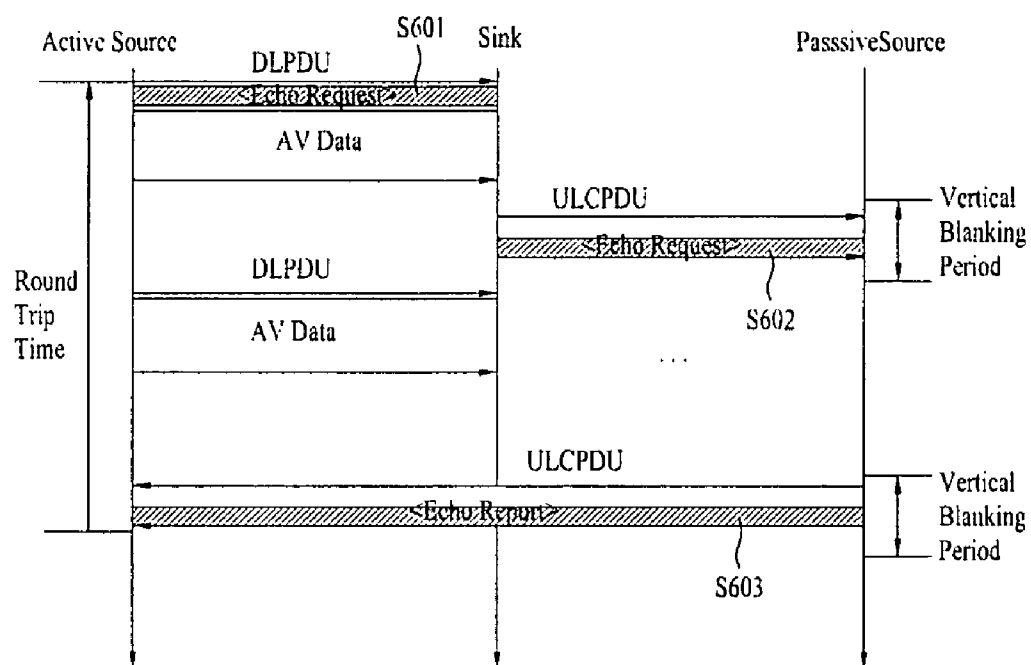 Active Source
S601
Sink
PasssiveSource
DLPDU
<Echo Request>
AV Data
ULCPDU
Vertical
Blanking
Period
<Echo Request>
DLPDU
Round
Trip
Time
S602
AV Data
. . .
ULCPDU
Vertical
Blanking
Period
<Echo Report>
S603